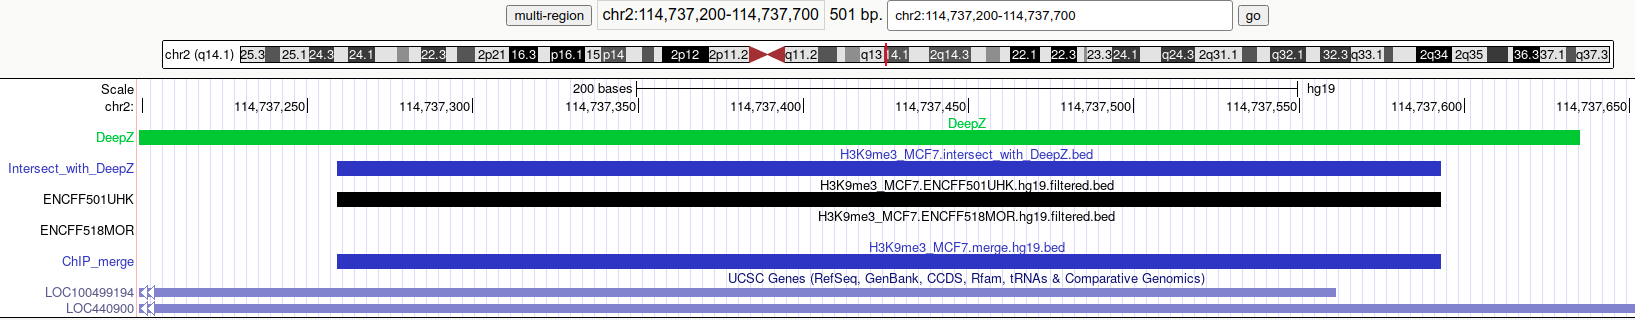 multi-region chr2:114,737,200-114,737,700 501 bp. chr2:114,737,200-114,737,700 go
chr2 (q14.1) 25.3 25.1 24.3 24.1 22.3 2p21 16.3 p16.1 15 p14 2p12 2p11.2 q11.2 q13 14.1 2q14.3 22.1 22.3 23.3 24.1 q24.3 2q31.1 q32.1 32.3 q33.1 2q34 2q35 36.3 37.1 q37.3
Scale 200 bases hg19
chr2: 114,737,250 114,737,300 114,737,350 114,737,400 114,737,450 114,737,500 114,737,550 114,737,600 114,737,650
DeepZ
DeepZ
H3K9me3_MCF7.intersect_with_DeepZ.bed
Intersect_with_DeepZ
H3K9me3_MCF7.ENCFF501UHK.hg19.filtered.bed
ENCFF501UHK
H3K9me3_MCF7.ENCFF518MOR.hg19.filtered.bed
ENCFF518MOR
H3K9me3_MCF7.merge.hg19.bed
ChIP_merge
UCSC Genes (RefSeq, GenBank, CCDS, Rfam, tRNAs & Comparative Genomics)
LOC100499194
LOC440900